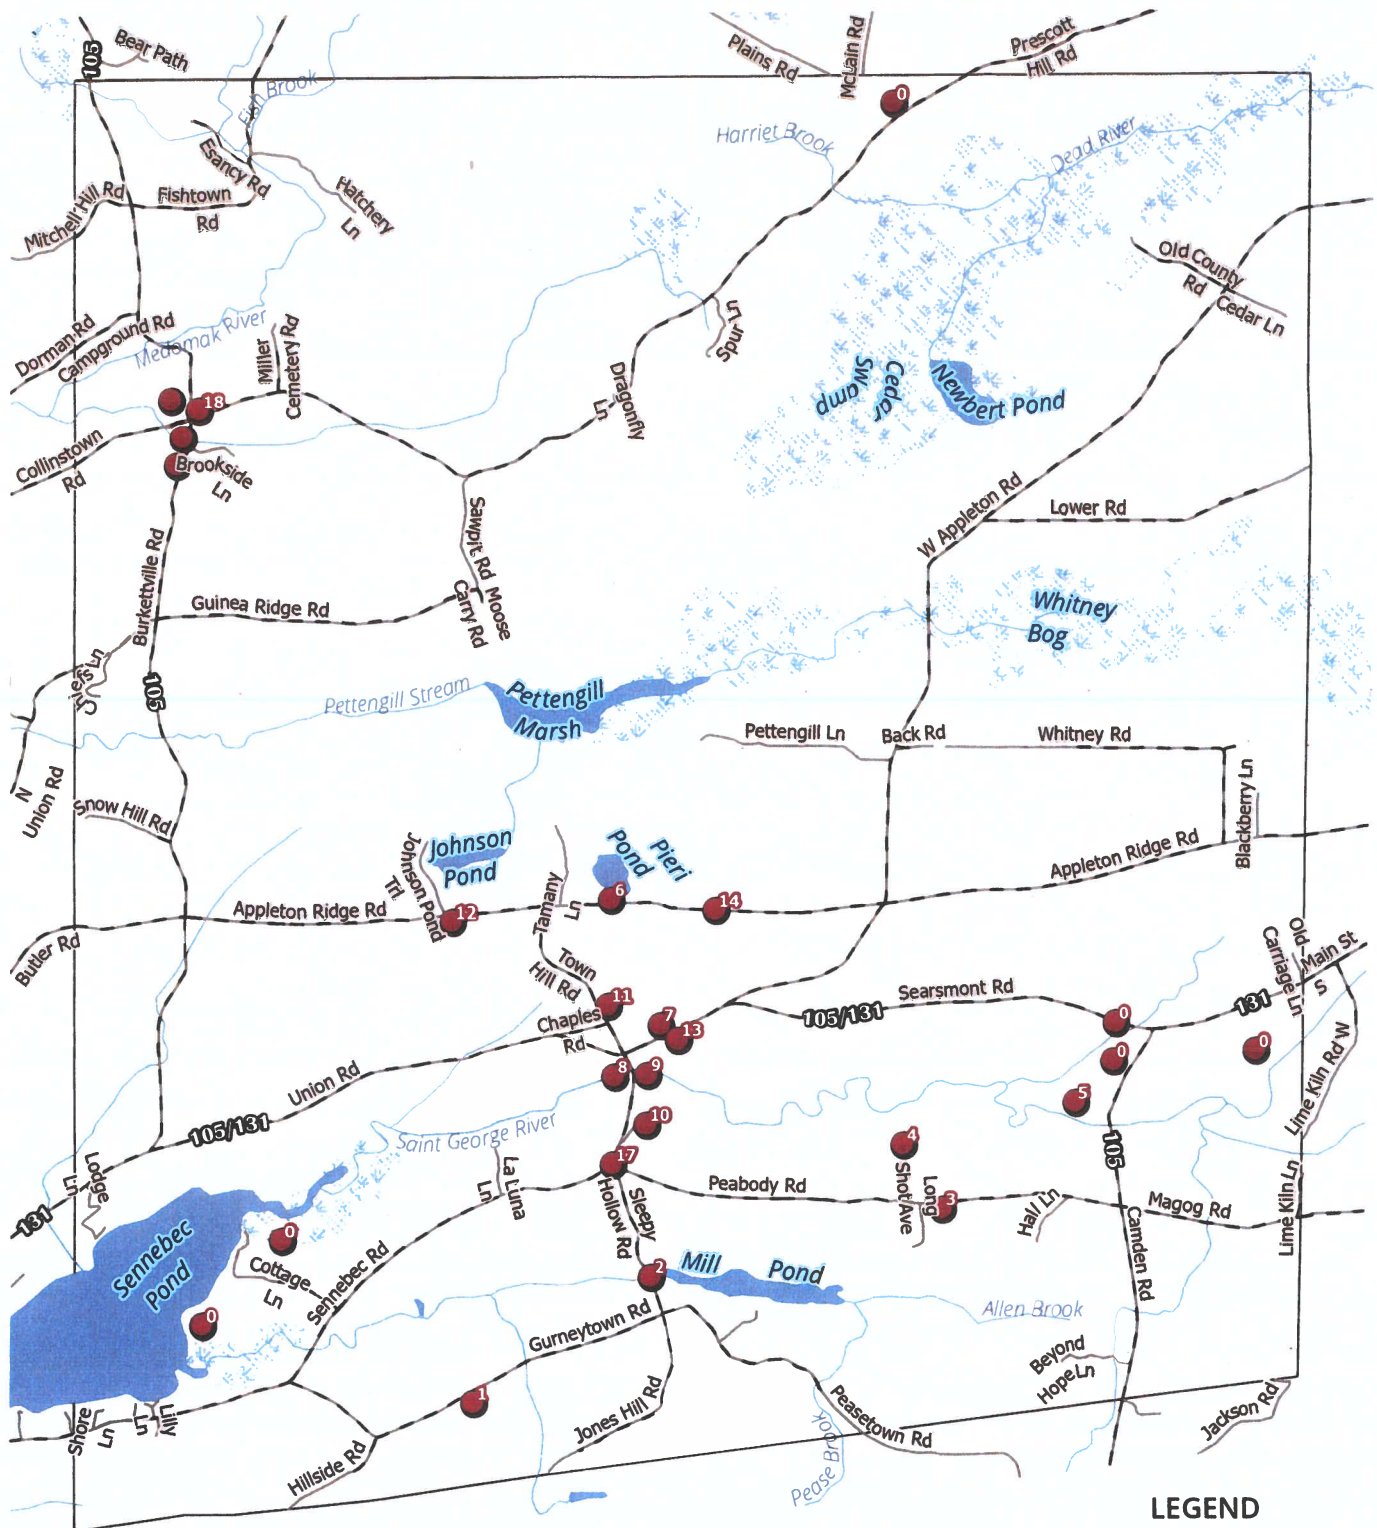 Bear Path
105
Plains Rd
McLain Rd
Prescott
Hill Rd
0
Fish Brook
Harriet Brook
Dead River
Esancy Rd
Hatchery
Ln
Mitchell Hill Rd
Fishtown
Rd
Old County
Rd
Cedar Ln
Dorman Rd
Campground Rd
Medomak River
Miller
Cemetery Rd
Spur Ln
Dragonfly
Ln
Cedar
Swamp
Newbert Pond
18
Collinstown
Rd
Brookside
Ln
Sawpit Rd
Moose
Carry Rd
W Appleton Rd
Lower Rd
Burkettville Rd
Guinea Ridge Rd
Whitney
Bog
Chiefs Ln
105
Pettengill Stream
Pettengill
Marsh
Pettengill Ln
Back Rd
Whitney Rd
N
Union Rd
Snow Hill Rd
Blackberry Ln
Johnson Pond
Trl
Johnson
Pond
Pieri
Pond
Tamany
Ln
Appleton Ridge Rd
12
6
14
Appleton Ridge Rd
Butler Rd
Town
Hill Rd
11
Chaples
Rd
7
13
Searsmont Rd
105/131
0
131
Old
Carriage Ln
Main St
S
0
0
Lime Kiln Rd W
Union Rd
8
9
5
105/131
10
Saint George River
4
105
17
Lodge
Ln
La Luna
Ln
Sleepy
Hollow Rd
Peabody Rd
Long
Shot Ave
3
Hall Ln
Magog Rd
Lime Kiln Ln
131
Sennebec
Pond
0
Cottage
Ln
Sennebec Rd
2
Mill Pond
Camden Rd
0
Allen Brook
Gurneytown Rd
Beyond
Hope Ln
1
Jones Hill Rd
Peasetown Rd
Pease Brook
Jackson Rd
Shore
Ln
Lilly
Ln
Hillside Rd
LEGEND